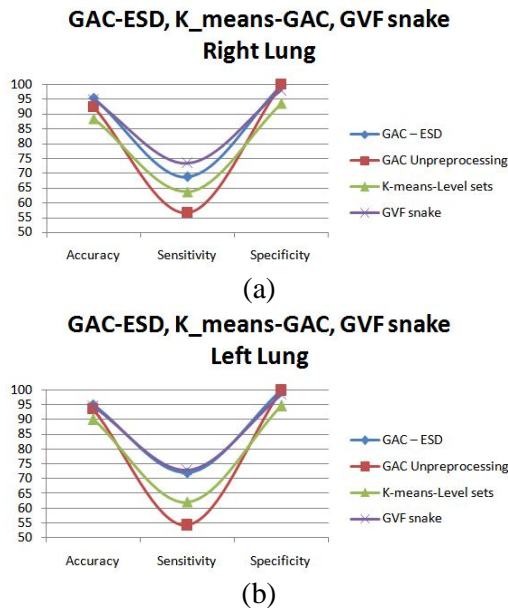 GAC-ESD, K_means-GAC, GVF snake
Right Lung
100
95
90
85
80
75
70
65
60
55
50
Accuracy Sensitivity Specificity
GAC – ESD
GAC Unpreprocessing
K-means-Level sets
GVF snake
(a)
GAC-ESD, K_means-GAC, GVF snake
Left Lung
100
95
90
85
80
75
70
65
60
55
50
Accuracy Sensitivity Specificity
GAC – ESD
GAC Unpreprocessing
K-means-Level sets
GVF snake
(b)